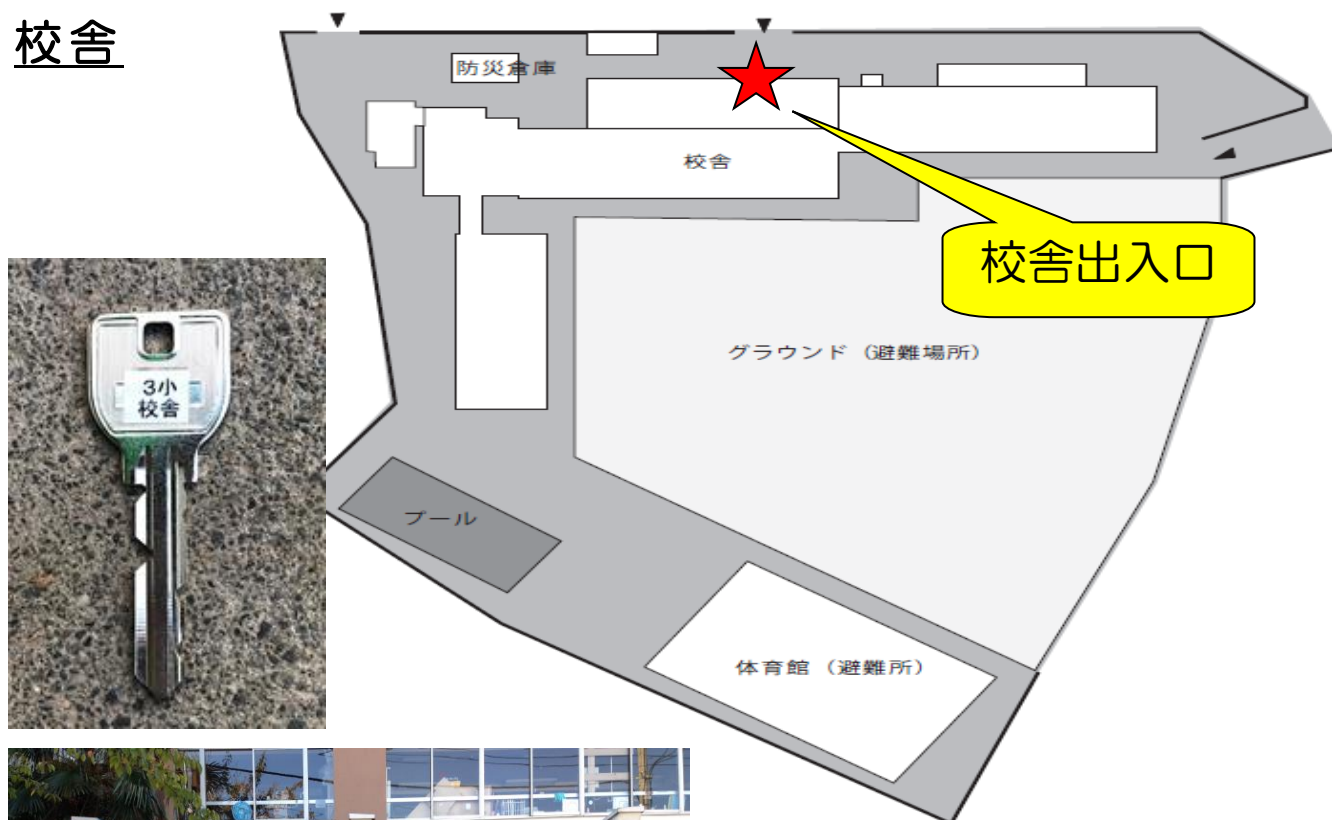 校舎
防災倉庫
校舎
校舎出入口
グラウンド（避難場所）
3小
校舎
プール
体育館（避難所）